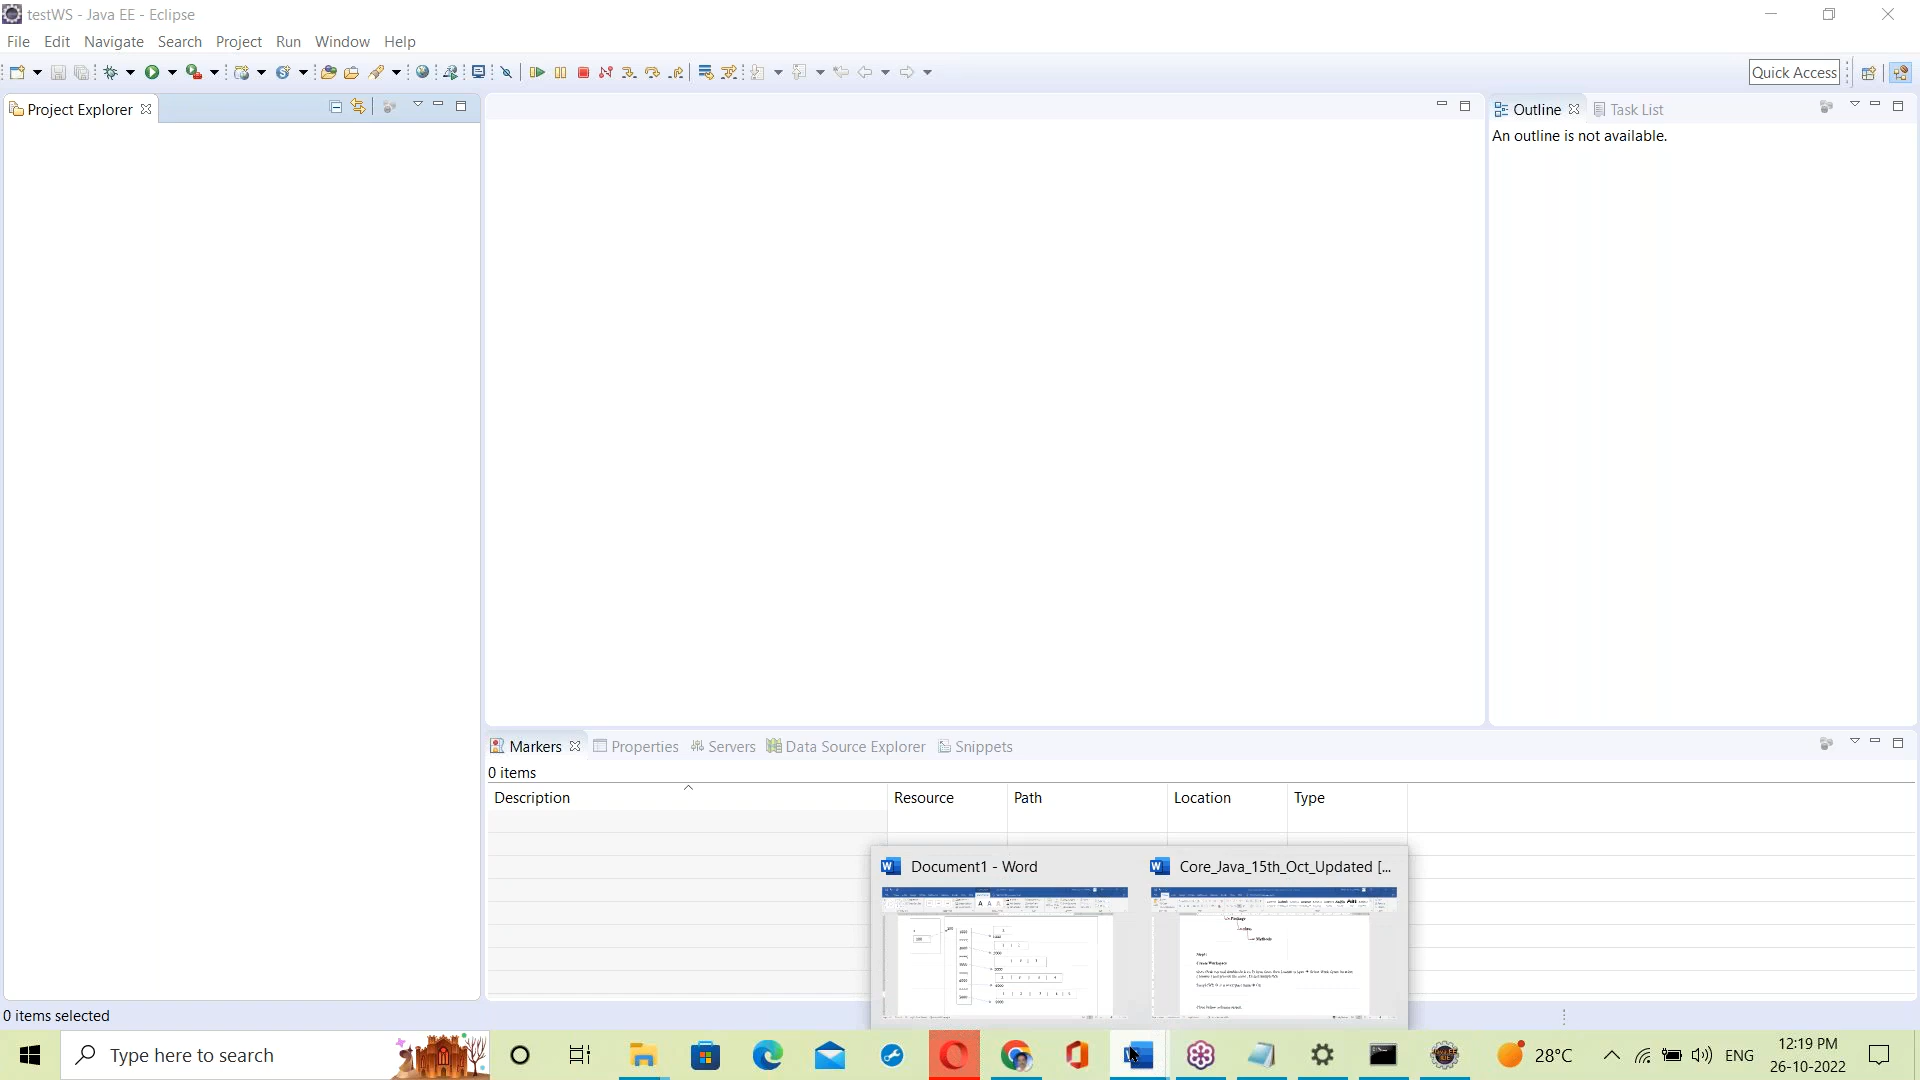 testWS - Java EE - Eclipse
File Edit Navigate Search Project Run Window Help
Quick Access
Project Explorer
Outline Task List
An outline is not available.
Markers Properties Servers Data Source Explorer Snippets
0 items
Description Resource Path Location Type
Document1 - Word Core_Java_15th_Oct_Updated [...
Package
Methods
0 items selected
Type here to search
28°C
ENG
12:19 PM
26-10-2022